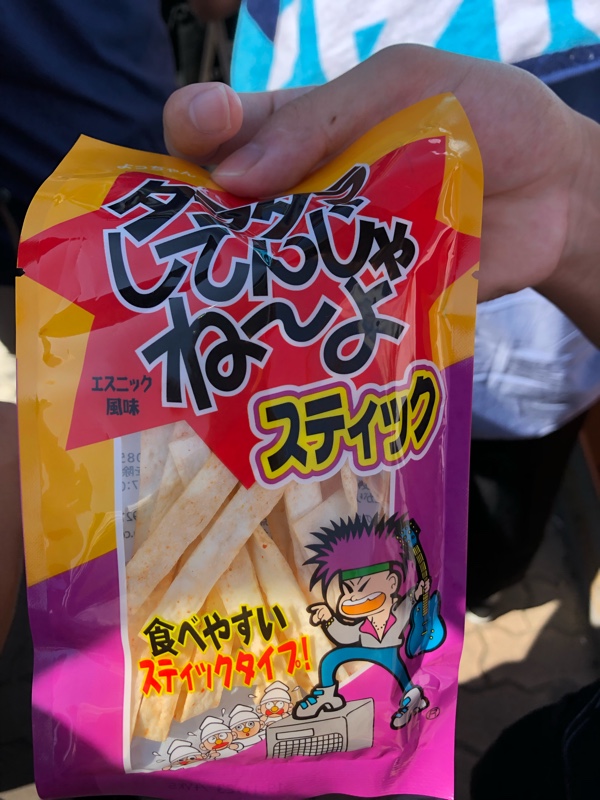 タラタラ
してんじゃ
ね〜よ
エスニック
風味
スティック
食べやすい
スティックタイプ!